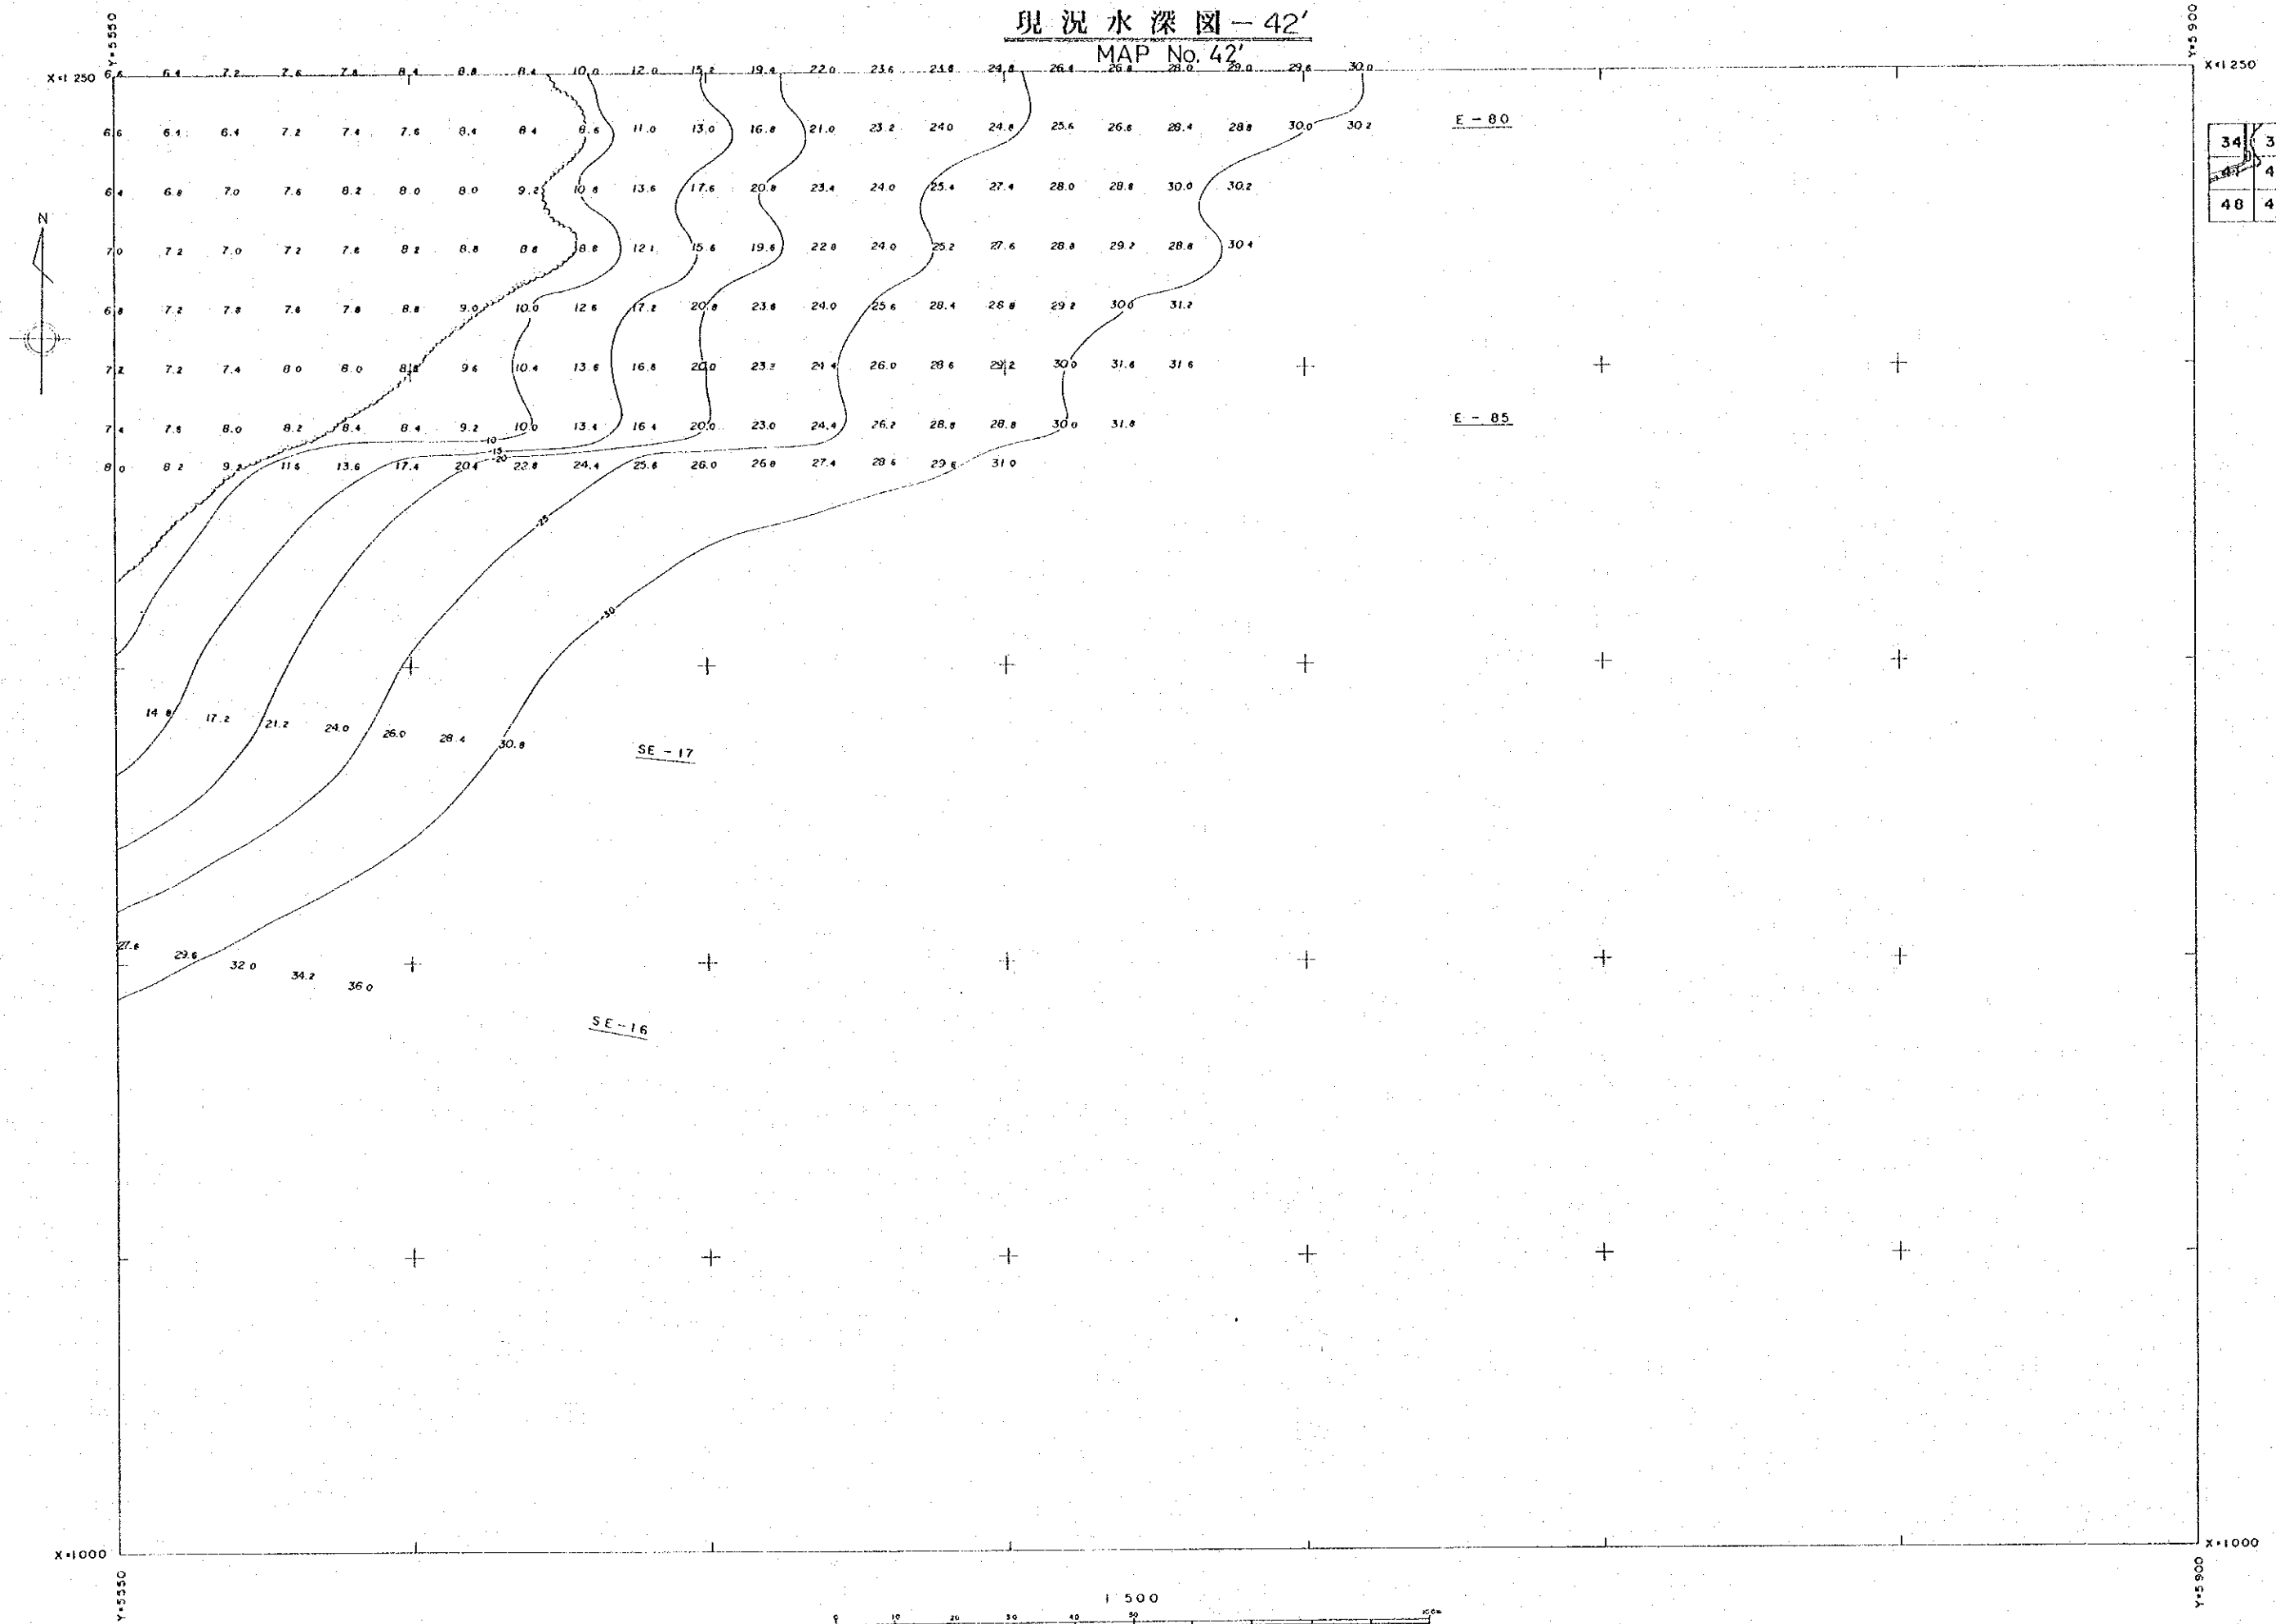 現況水深図-42'
MAP No. 42'
Y=5550
Y=5900
X=1250 6.6 6.4 7.2 7.6 7.8 8.4 8.8 8.4 10.0 12.0 15.2 19.4 22.0 23.6 23.8 24.8 26.4 26.8 28.0 29.0 29.6 30.0 X=1250
6.6 6.4 6.4 7.2 7.4 7.6 8.4 8.4 8.6 11.0 13.0 16.8 21.0 23.2 24.0 24.8 25.6 26.6 28.4 28.8 30.0 30.2 E-80
34
6.4 6.8 7.0 7.6 8.2 8.0 8.0 9.2 10.8 13.6 17.6 20.8 23.4 24.0 25.4 27.4 28.0 28.8 30.0 30.2
48 4
N
7.0 7.2 7.0 7.2 7.8 8.2 8.8 8.8 8.8 12.1 15.6 19.6 22.8 24.0 25.2 27.6 28.8 29.2 28.8 30.4
6.8 7.2 7.8 7.6 7.8 8.8 9.0 10.0 12.6 17.2 20.8 23.8 24.0 25.6 28.4 28.8 29.2 30.0 31.2
7.2 7.2 7.4 8.0 8.0 8.8 9.6 10.4 13.6 16.8 20.0 23.2 24.4 26.0 28.6 29.2 30.0 31.6 31.6
7.4 7.8 8.0 8.2 8.4 8.4 9.2 10.0 13.4 16.4 20.0 23.0 24.4 26.2 28.8 28.8 30.0 31.8 E-85
-10
-15
-20
8.0 8.2 9.2 11.6 13.6 17.4 20.4 22.8 24.4 25.6 26.0 26.8 27.4 28.6 29.6 31.0
-25
-30
14.8 17.2 21.2 24.0 26.0 28.4 30.8 SE-17
27.6 29.6 32.0 34.2 36.0
SE-16
X=1000 X=1000
Y=5550
Y=5900
1:500
0 10 20 30 40 50 100m